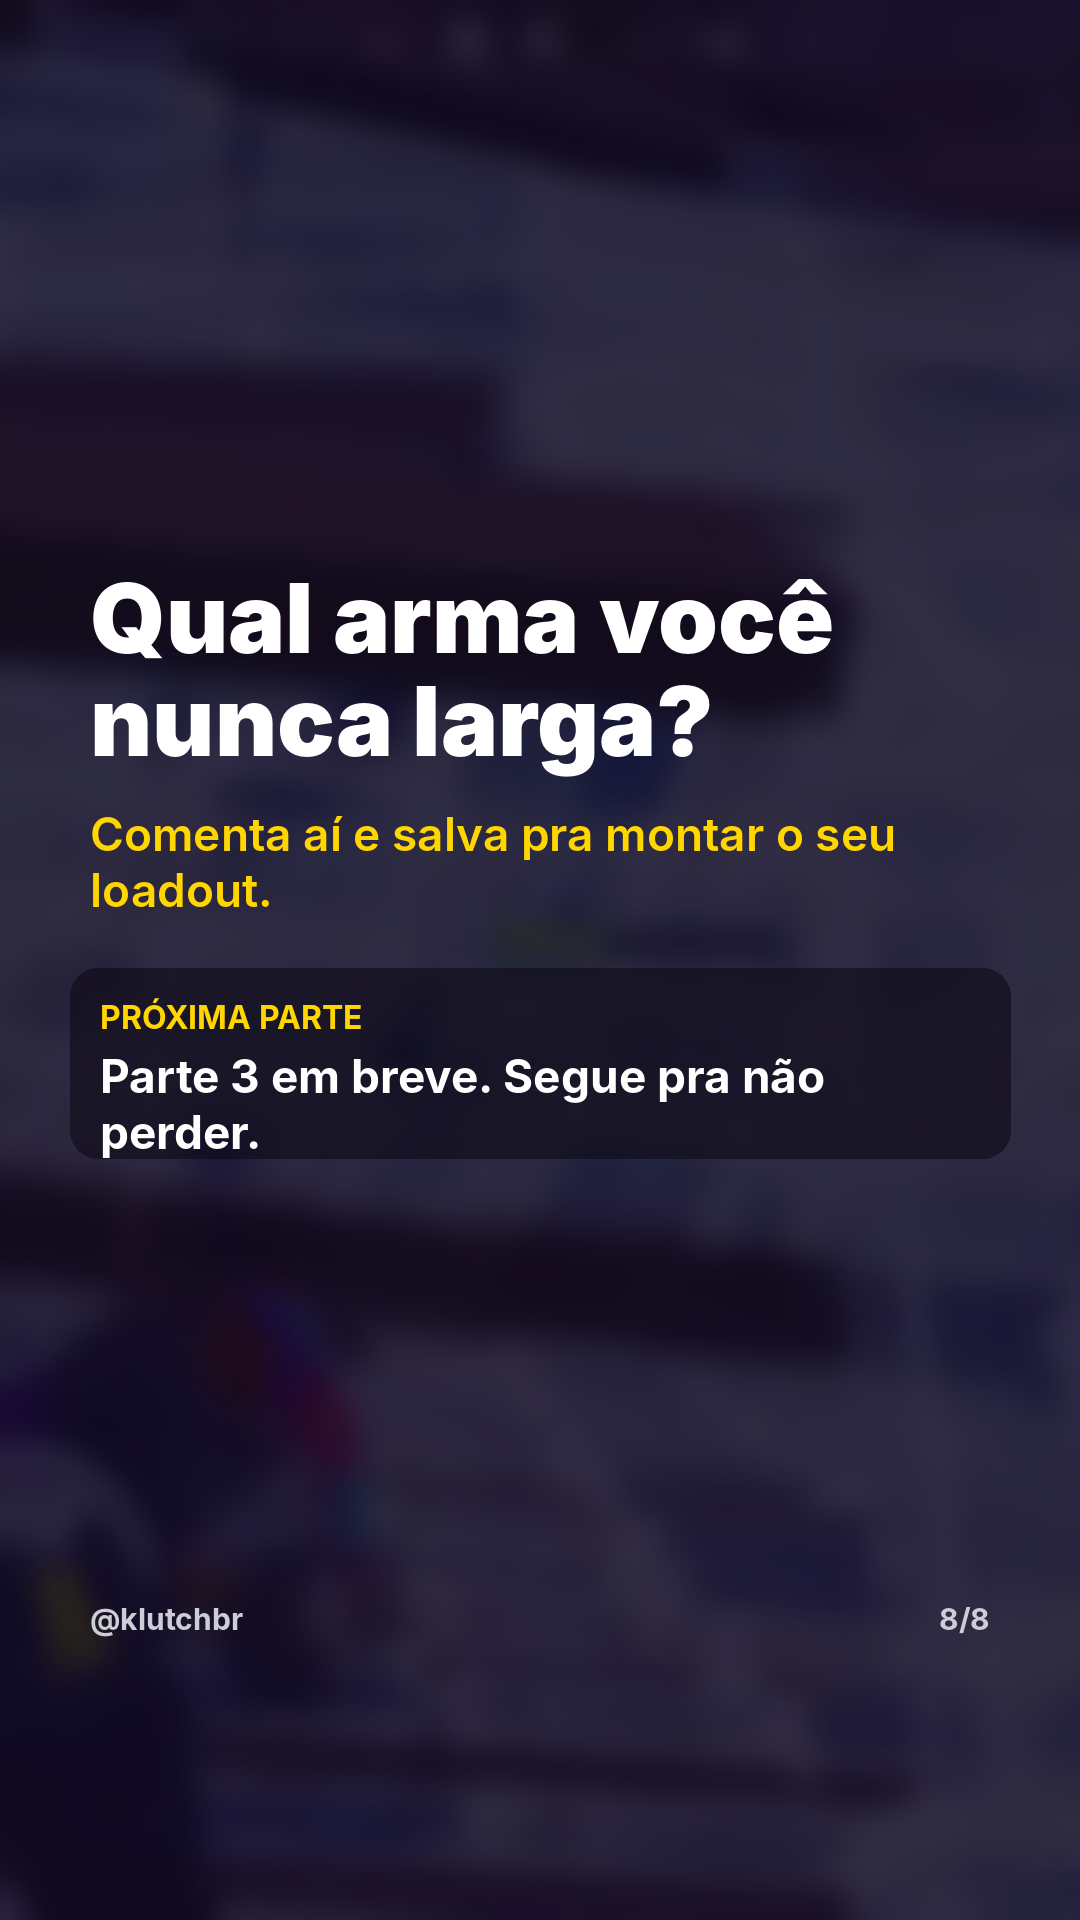 Qual arma você
nunca larga?
Comenta aí e salva pra montar o seu
loadout.
PRÓXIMA PARTE
Parte 3 em breve. Segue pra não
perder.
@klutchbr
8/8